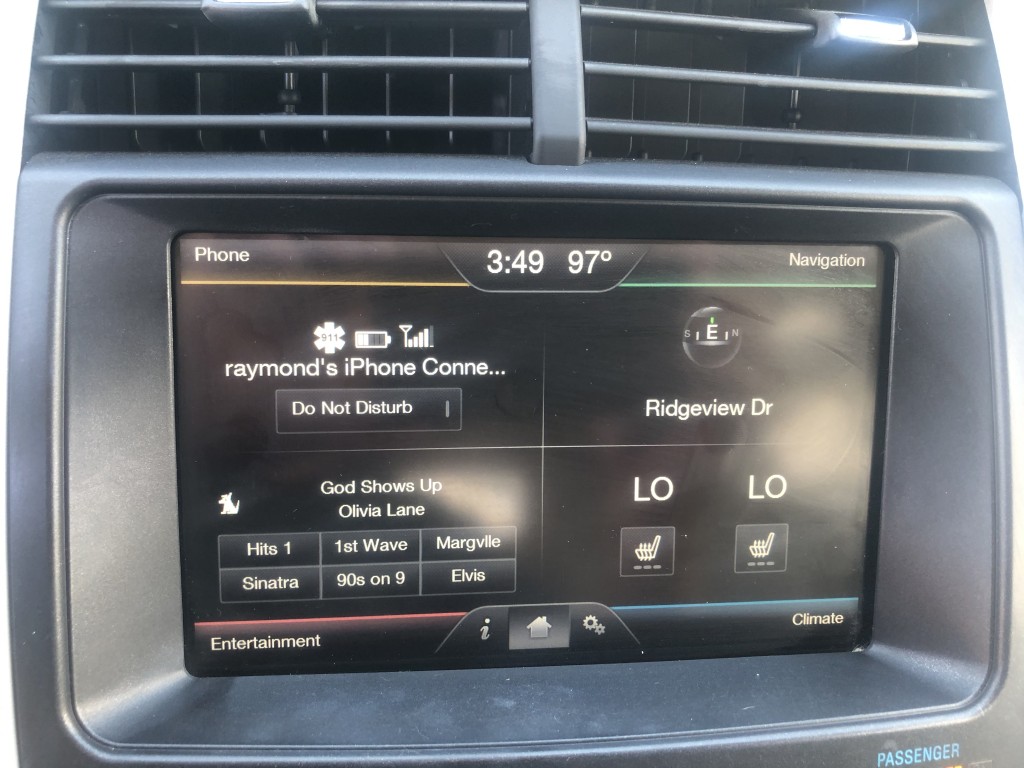 Phone
3:49 97°
Navigation
911
raymond's iPhone Conne...
Do Not Disturb
S E N
Ridgeview Dr
God Shows Up
Olivia Lane
Hits 1 1st Wave Margvlle
Sinatra 90s on 9 Elvis
LO LO
Entertainment
i
Climate
PASSENGER